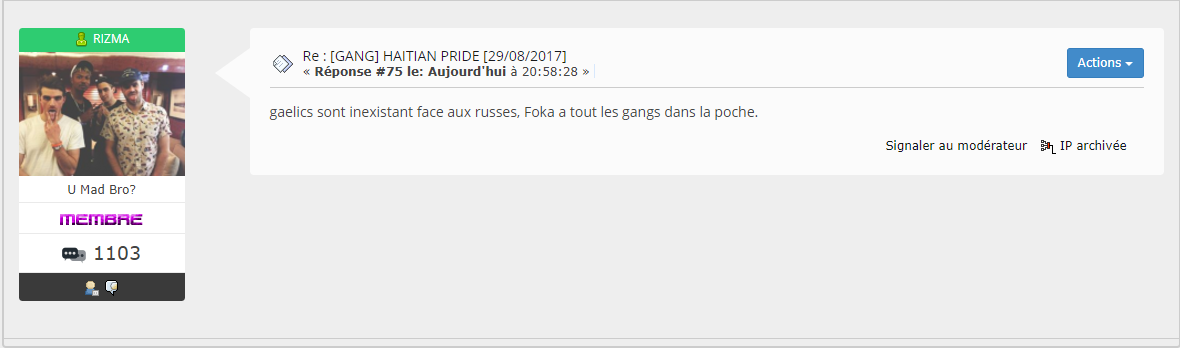 RIZMA
U Mad Bro?
MEMBRE
1103
Re : [GANG] HAITIAN PRIDE [29/08/2017]
« Réponse #75 le: Aujourd'hui à 20:58:28 »
Actions
gaelics sont inexistant face aux russes, Foka a tout les gangs dans la poche.
Signaler au modérateur IP archivée